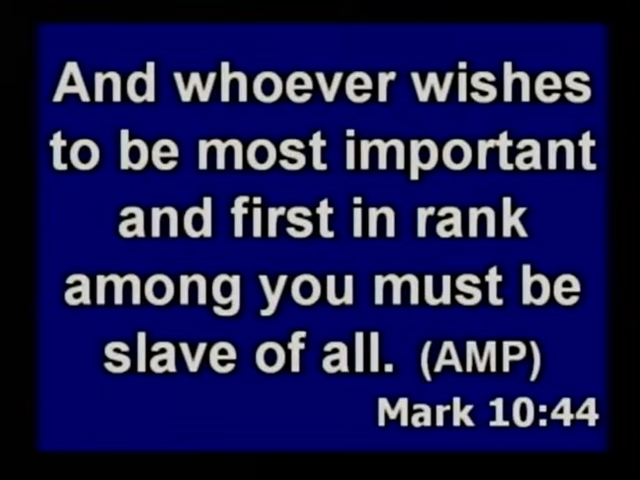 And whoever wishes
to be most important
and first in rank
among you must be
slave of all. (AMP)
Mark 10:44